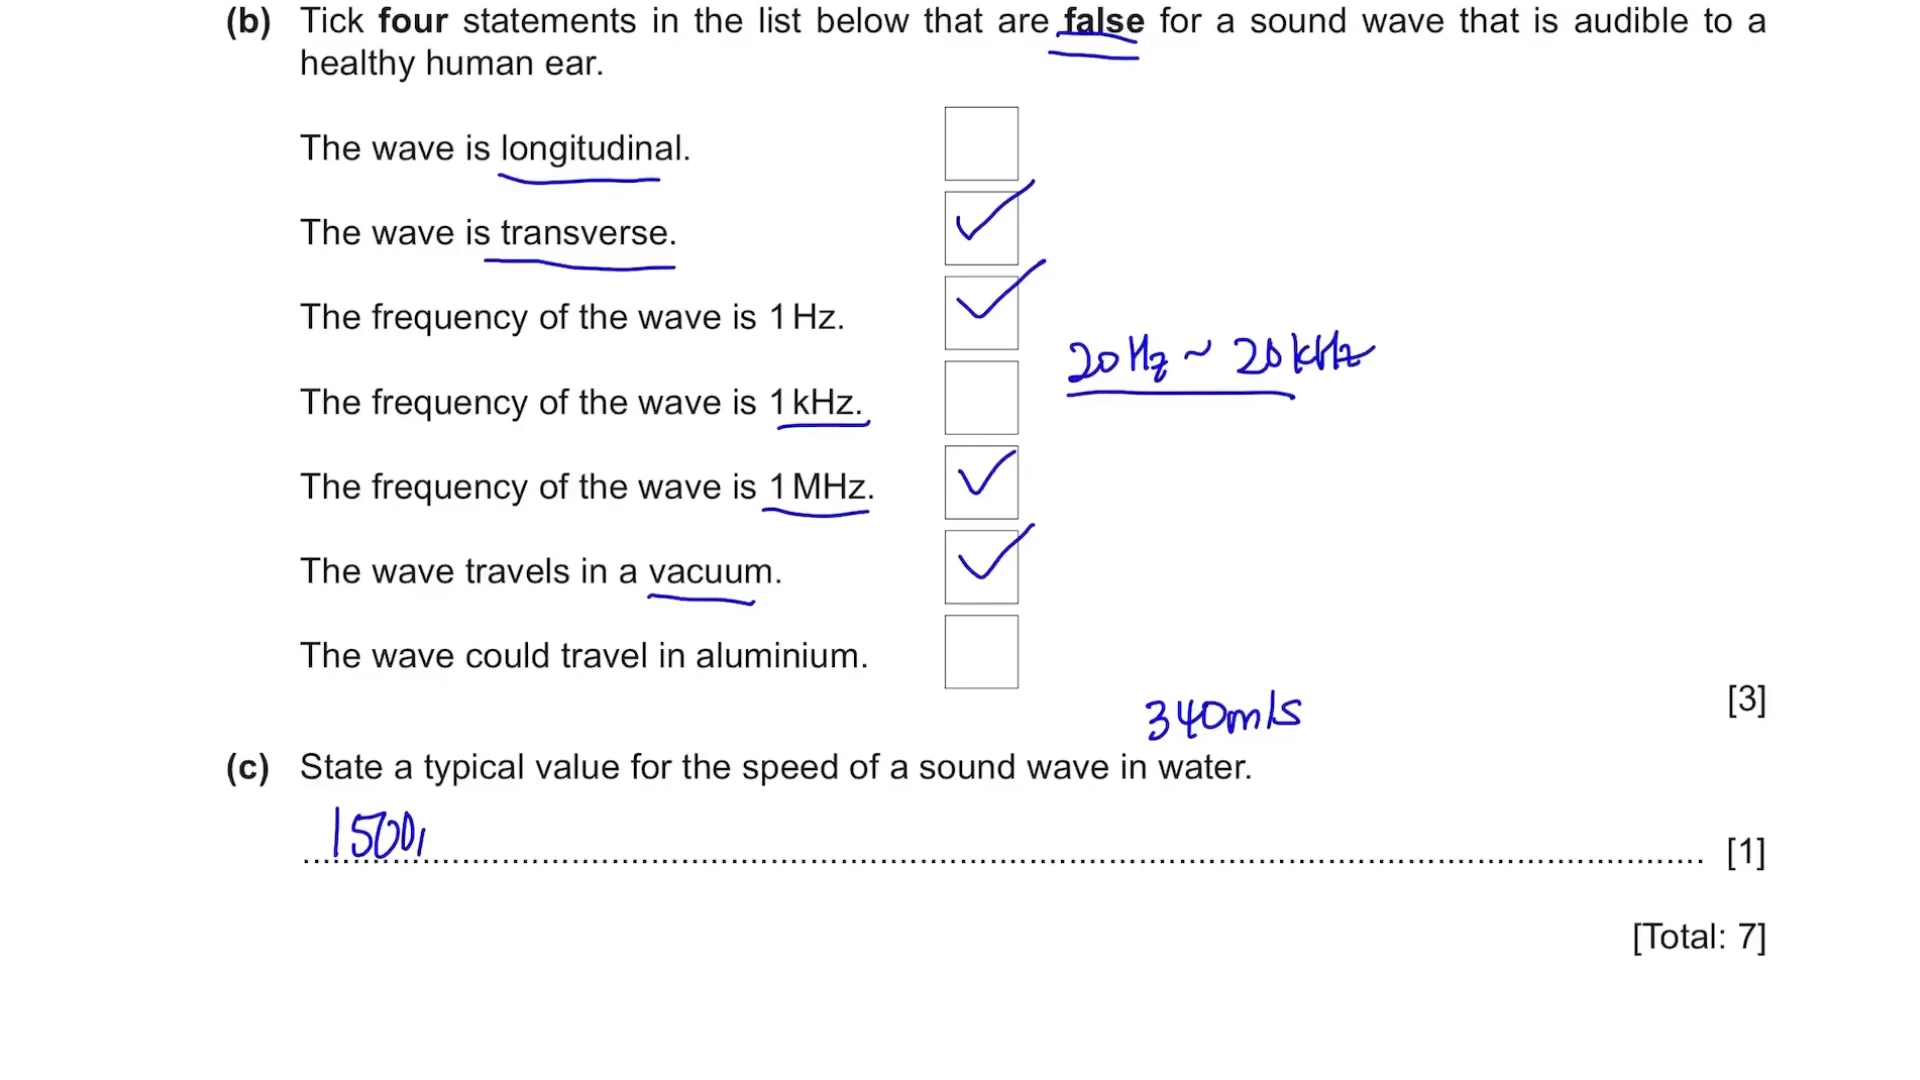 (b) Tick four statements in the list below that are false for a sound wave that is audible to a
healthy human ear.
The wave is longitudinal.
The wave is transverse.
The frequency of the wave is 1 Hz.
20Hz ~ 20kHz
The frequency of the wave is 1 kHz.
The frequency of the wave is 1 MHz.
The wave travels in a vacuum.
The wave could travel in aluminium.
[3]
340m/s
(c) State a typical value for the speed of a sound wave in water.
1500
[1]
[Total: 7]